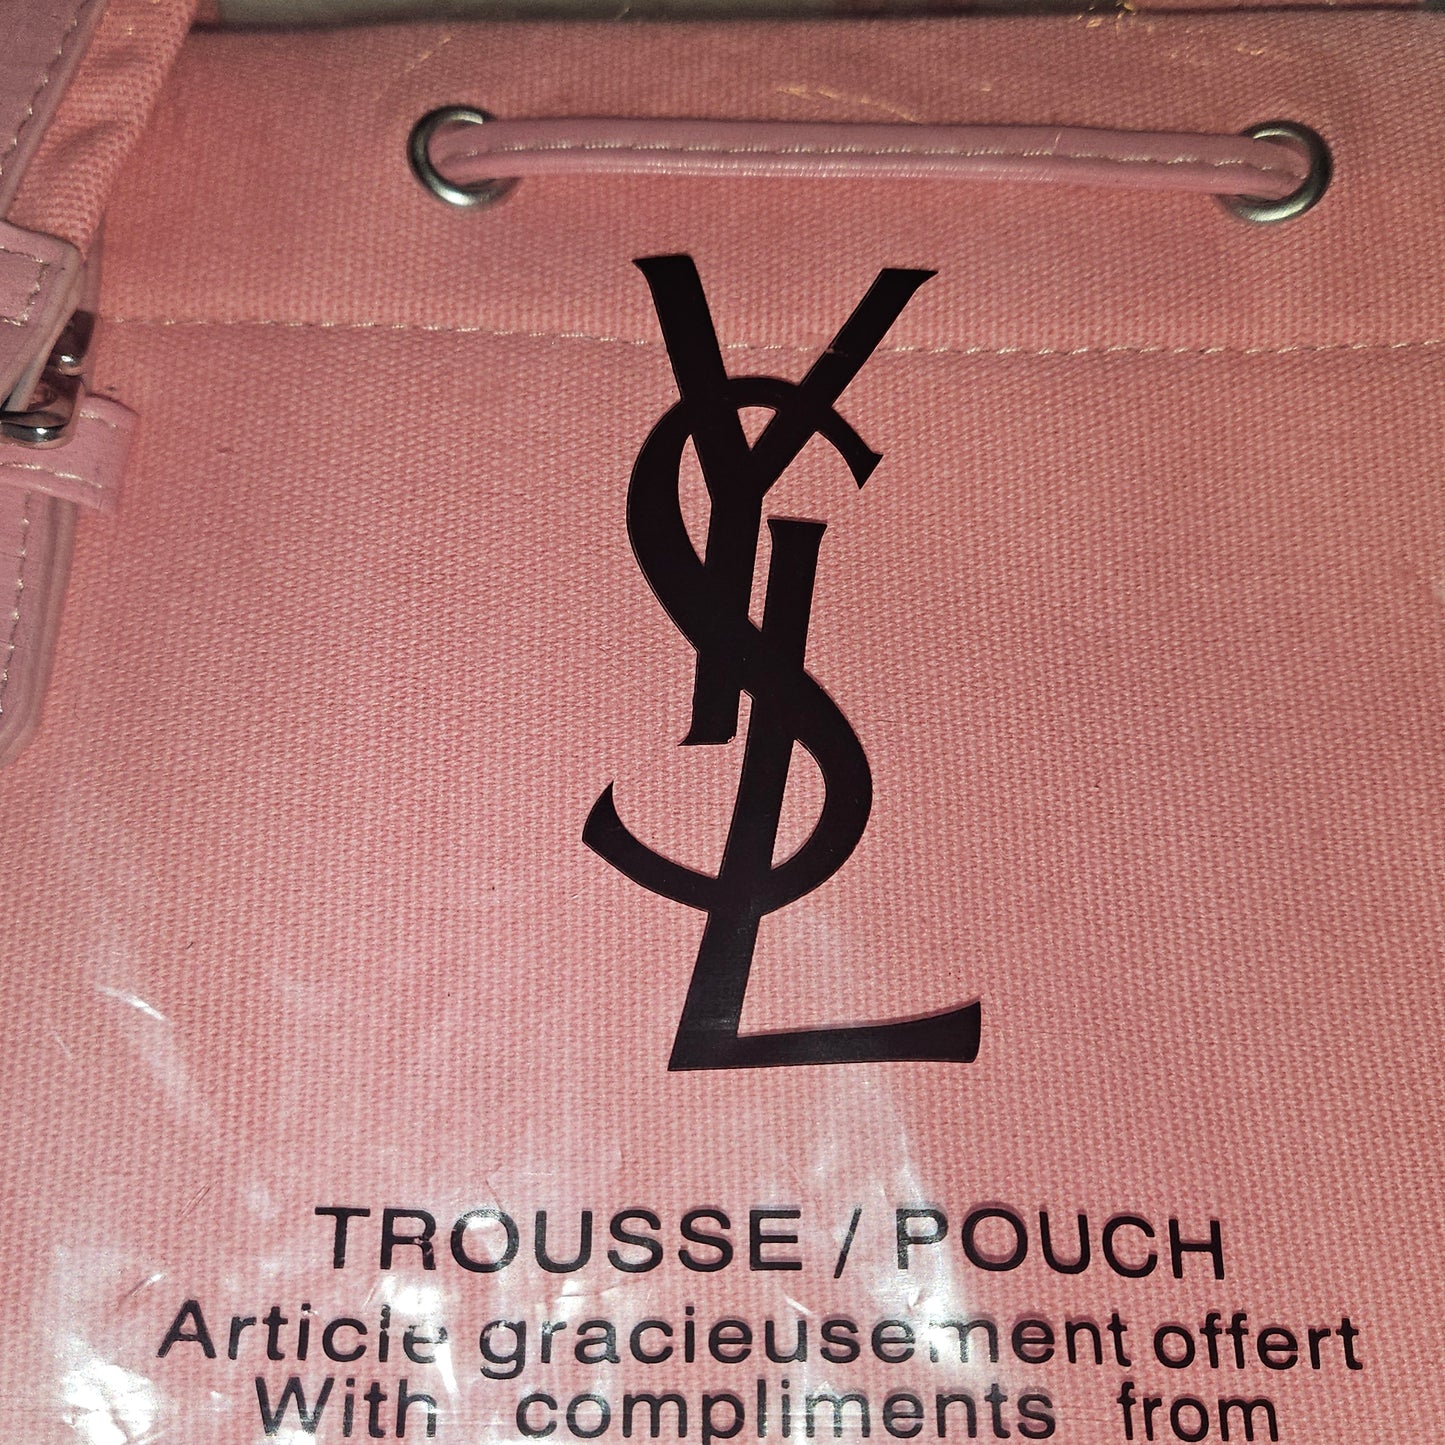 YSL
TROUSSE / POUCH
Article gracieusement offert
With compliments from